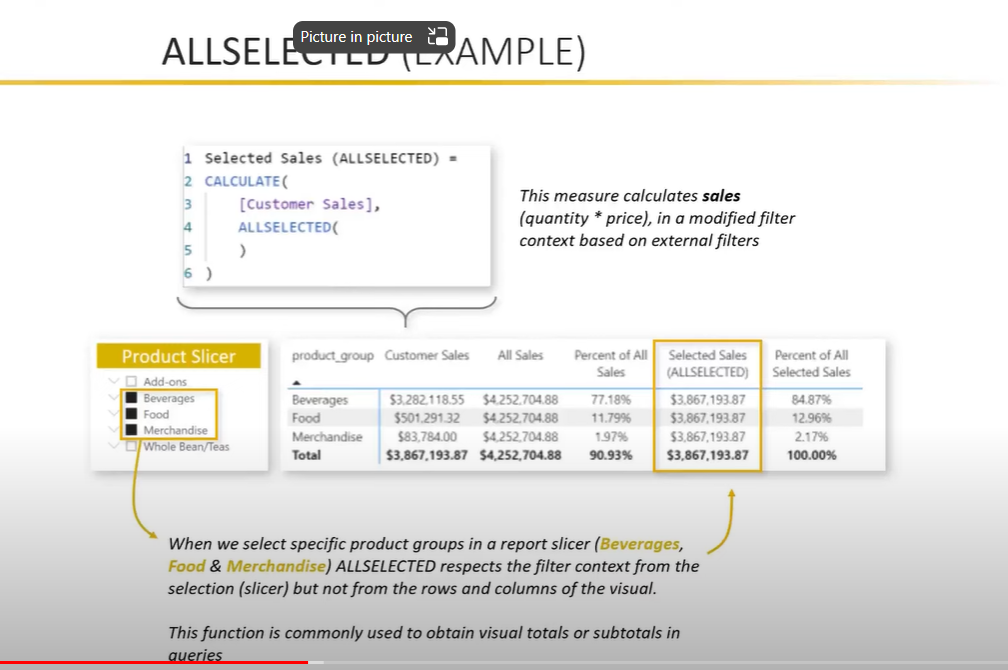 Picture in picture
ALLSELECTED (EXAMPLE)
1 Selected Sales (ALLSELECTED) =
2 CALCULATE(
3 [Customer Sales],
4 ALLSELECTED(
5 )
6 )
This measure calculates sales
(quantity * price), in a modified filter
context based on external filters
Product Slicer
Add-ons
Beverages
Food
Merchandise
Whole Bean/Teas
product_group Customer Sales All Sales Percent of All Selected Sales Percent of All
Sales (ALLSELECTED) Selected Sales
Beverages $3,282,118.55 $4,252,704.88 77.18% $3,867,193.87 84.87%
Food $501,291.32 $4,252,704.88 11.79% $3,867,193.87 12.96%
Merchandise $83,784.00 $4,252,704.88 1.97% $3,867,193.87 2.17%
Total $3,867,193.87 $4,252,704.88 90.93% $3,867,193.87 100.00%
When we select specific product groups in a report slicer (Beverages,
Food & Merchandise) ALLSELECTED respects the filter context from the
selection (slicer) but not from the rows and columns of the visual.
This function is commonly used to obtain visual totals or subtotals in
queries